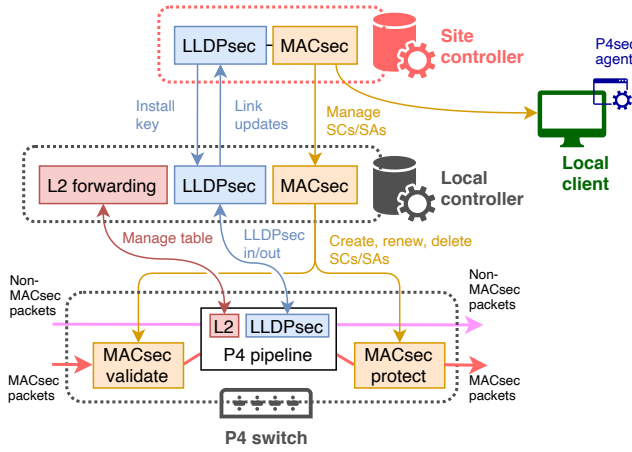 LLDPsec
MACsec
Site
controller
P4sec
agent
Install
key
Link
updates
Manage
SCs/SAs
Local
client
L2 forwarding
LLDPsec
MACsec
Local
controller
Manage table
LLDPsec
in/out
Create, renew, delete
SCs/SAs
Non-
MACsec
packets
Non-
MACsec
packets
L2
LLDPsec
P4 pipeline
MACsec
validate
MACsec
protect
MACsec
packets
MACsec
packets
P4 switch